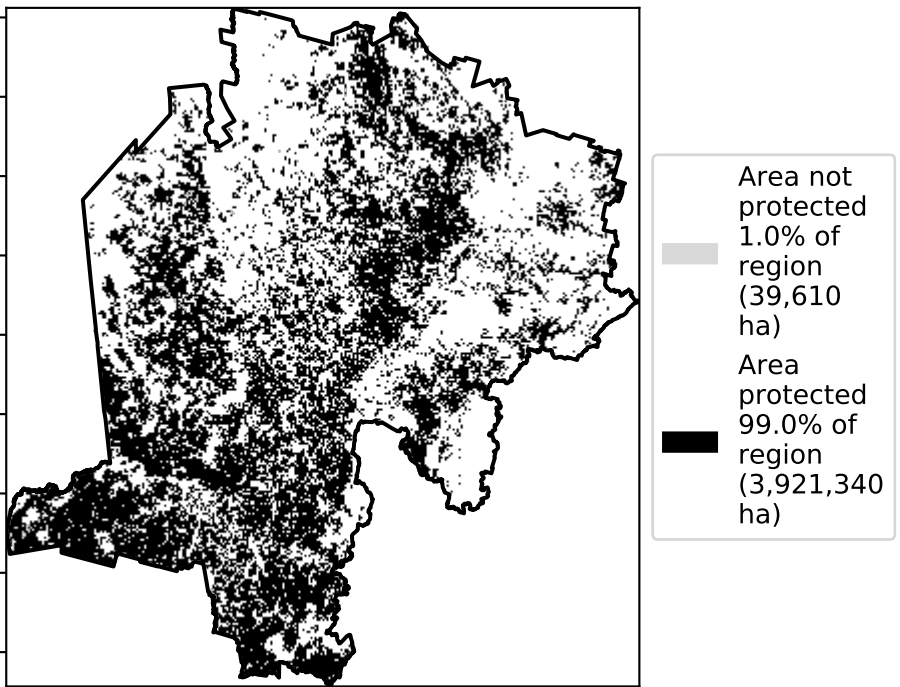 Area not
protected
1.0% of
region
(39,610
ha)
Area
protected
99.0% of
region
(3,921,340
ha)